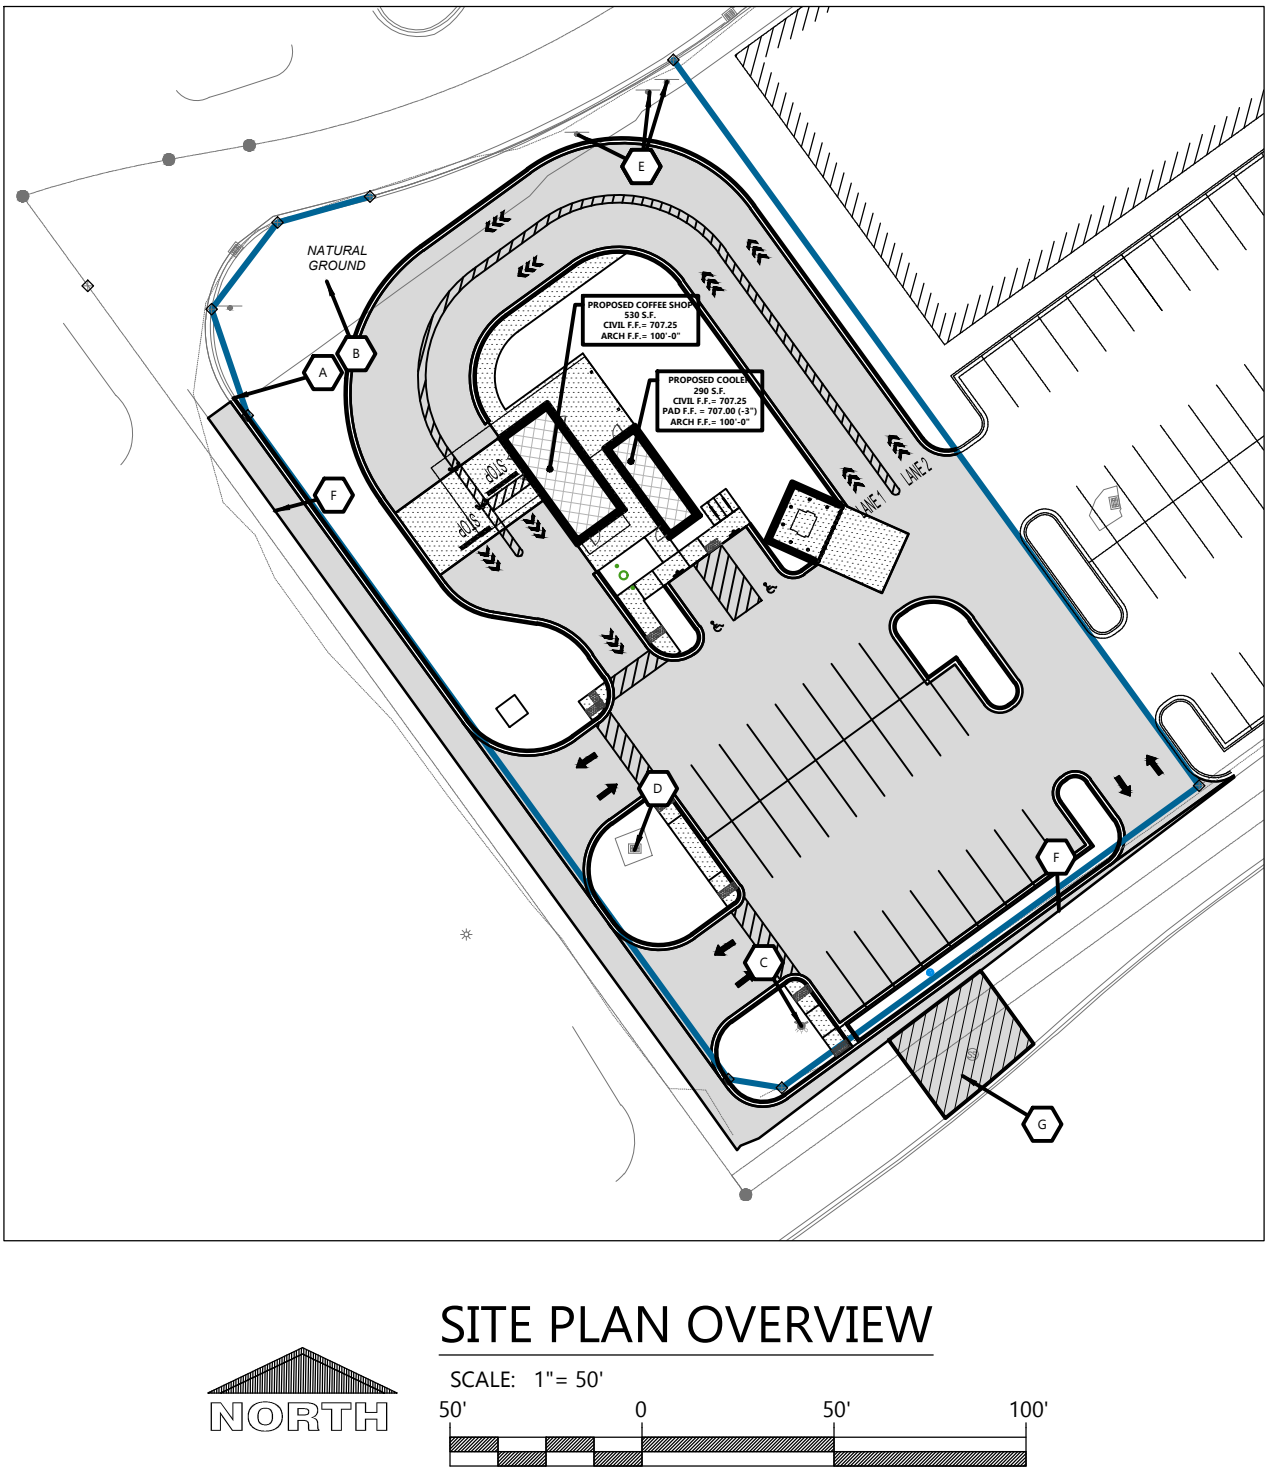 E
NATURAL
GROUND
B
A
PROPOSED COFFEE SHOP
530 S.F.
CIVIL F.F.= 707.25
ARCH F.F.= 100'-0"
PROPOSED COOLER
290 S.F.
CIVIL F.F.= 707.25
PAD F.F. = 707.00 (-3")
ARCH F.F.= 100'-0"
F
STOP
STOP
LANE 1
LANE 2
D
F
C
G
SITE PLAN OVERVIEW
SCALE: 1"= 50'
NORTH
50' 0 50' 100'